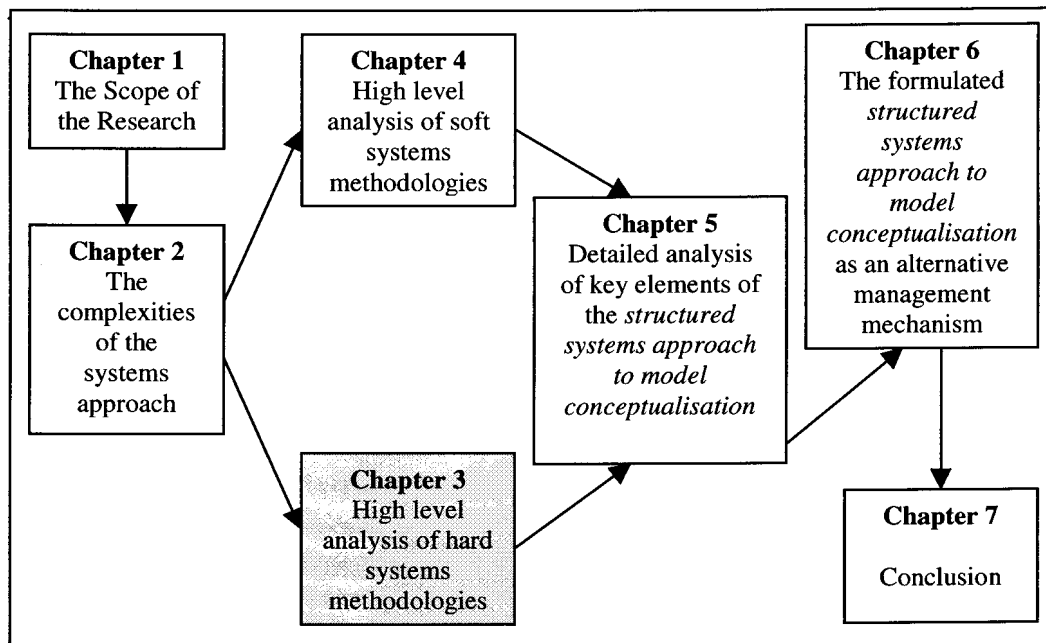 Chapter 1
The Scope of
the Research
Chapter 2
The
complexities
of the
systems
approach
Chapter 4
High level
analysis of soft
systems
methodologies
Chapter 3
High level
analysis of hard
systems
methodologies
Chapter 5
Detailed analysis
of key elements of
the structured
systems approach
to model
conceptualisation
Chapter 6
The formulated
structured
systems
approach to
model
conceptualisation
as an alternative
management
mechanism
Chapter 7
Conclusion